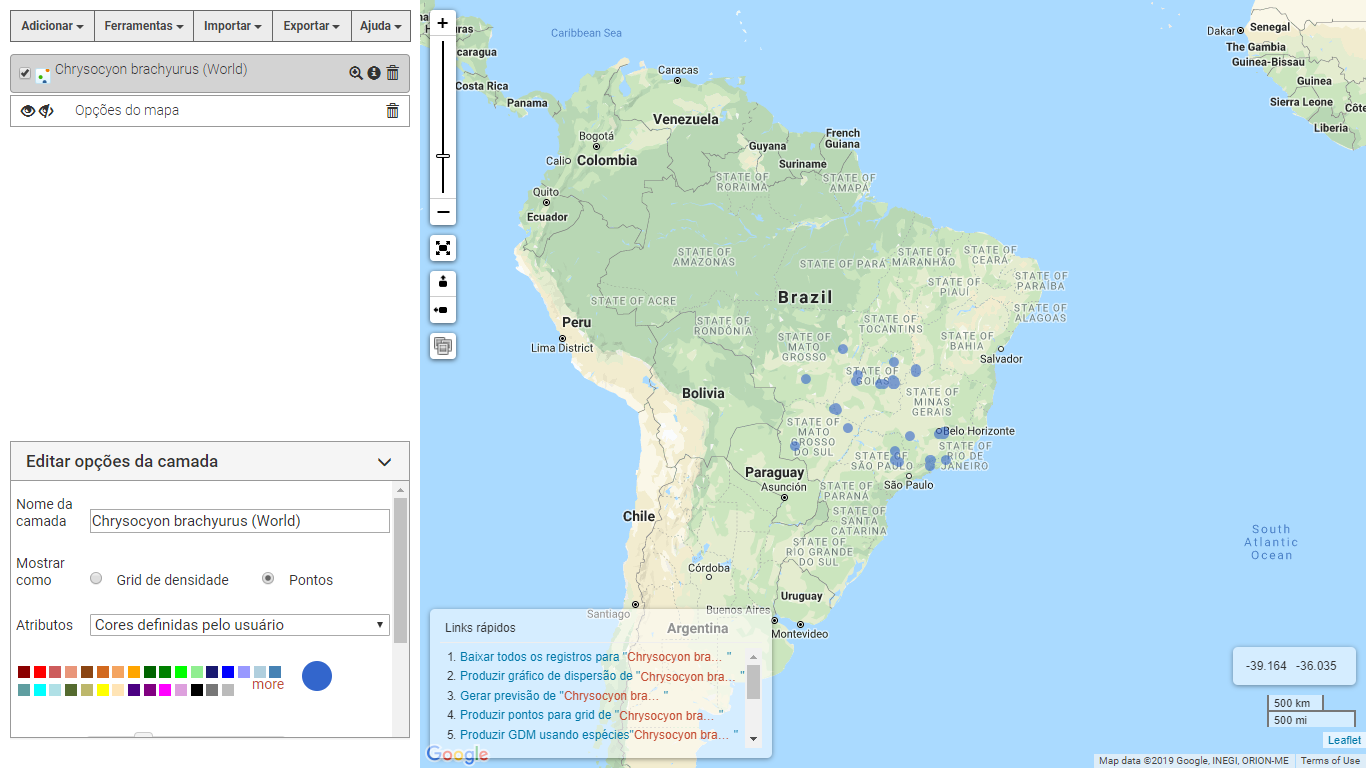 Adicionar Ferramentas Importar Exportar Ajuda
Chrysocyon brachyurus (World)
Opções do mapa
Editar opções da camada
Nome da camada
Chrysocyon brachyurus (World)
Mostrar como
Grid de densidade
Pontos
Atributos
Cores definidas pelo usuário
more
+
−
Caribbean Sea
uras
caragua
Costa Rica
Panama
Caracas
Venezuela
Bogotá
Colombia
Cali
Guyana
Suriname
French Guiana
Quito
Ecuador
STATE OF RORAIMA
STATE OF AMAPÁ
STATE OF AMAZONAS
STATE OF PARÁ
STATE OF MARANHÃO
STATE OF CEARÁ
STATE OF PIAUÍ
STATE OF PARAÍBA
STATE OF ALAGOAS
STATE OF ACRE
Brazil
STATE OF RONDÔNIA
STATE OF TOCANTINS
STATE OF BAHIA
STATE OF MATO GROSSO
Peru
Lima District
Salvador
STATE OF GOIÁS
STATE OF MINAS GERAIS
Bolivia
STATE OF MATO GROSSO DO SUL
Belo Horizonte
STATE OF RIO DE JANEIRO
STATE OF SÃO PAULO
São Paulo
Paraguay
Asunción
STATE OF PARANÁ
STATE OF SANTA CATARINA
STATE OF RIO GRANDE DO SUL
Chile
Córdoba
Uruguay
Santiago
Buenos Aires
Argentina
Montevideo
Dakar
Senegal
The Gambia
Guinea-Bissau
Guinea
Sierra Leone
Côte
Liberia
South Atlantic Ocean
Links rápidos
1. Baixar todos os registros para "Chrysocyon bra... "
2. Produzir gráfico de dispersão de "Chrysocyon bra... "
3. Gerar previsão de "Chrysocyon bra... "
4. Produzir pontos para grid de "Chrysocyon bra... "
5. Produzir GDM usando espécies"Chrysocyon bra... "
Google
-39.164 -36.035
500 km
500 mi
Leaflet
Map data ©2019 Google, INEGI, ORION-ME Terms of Use